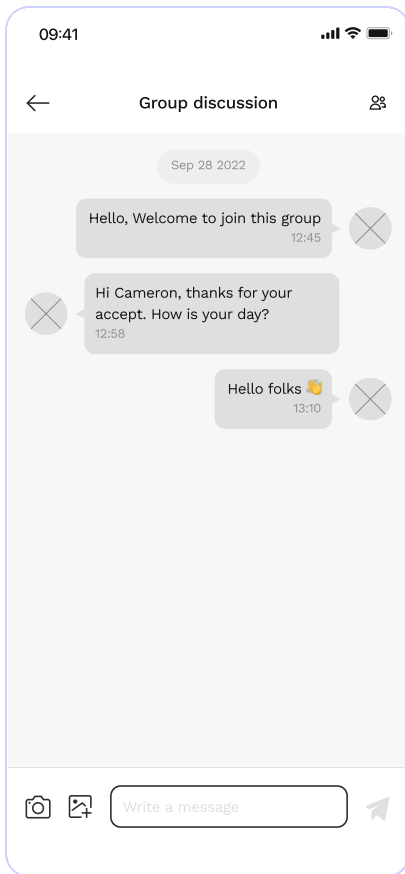 09:41
Group discussion
Sep 28 2022
Hello, Welcome to join this group
12:45
Hi Cameron, thanks for your
accept. How is your day?
12:58
Hello folks 👏
13:10
Write a message